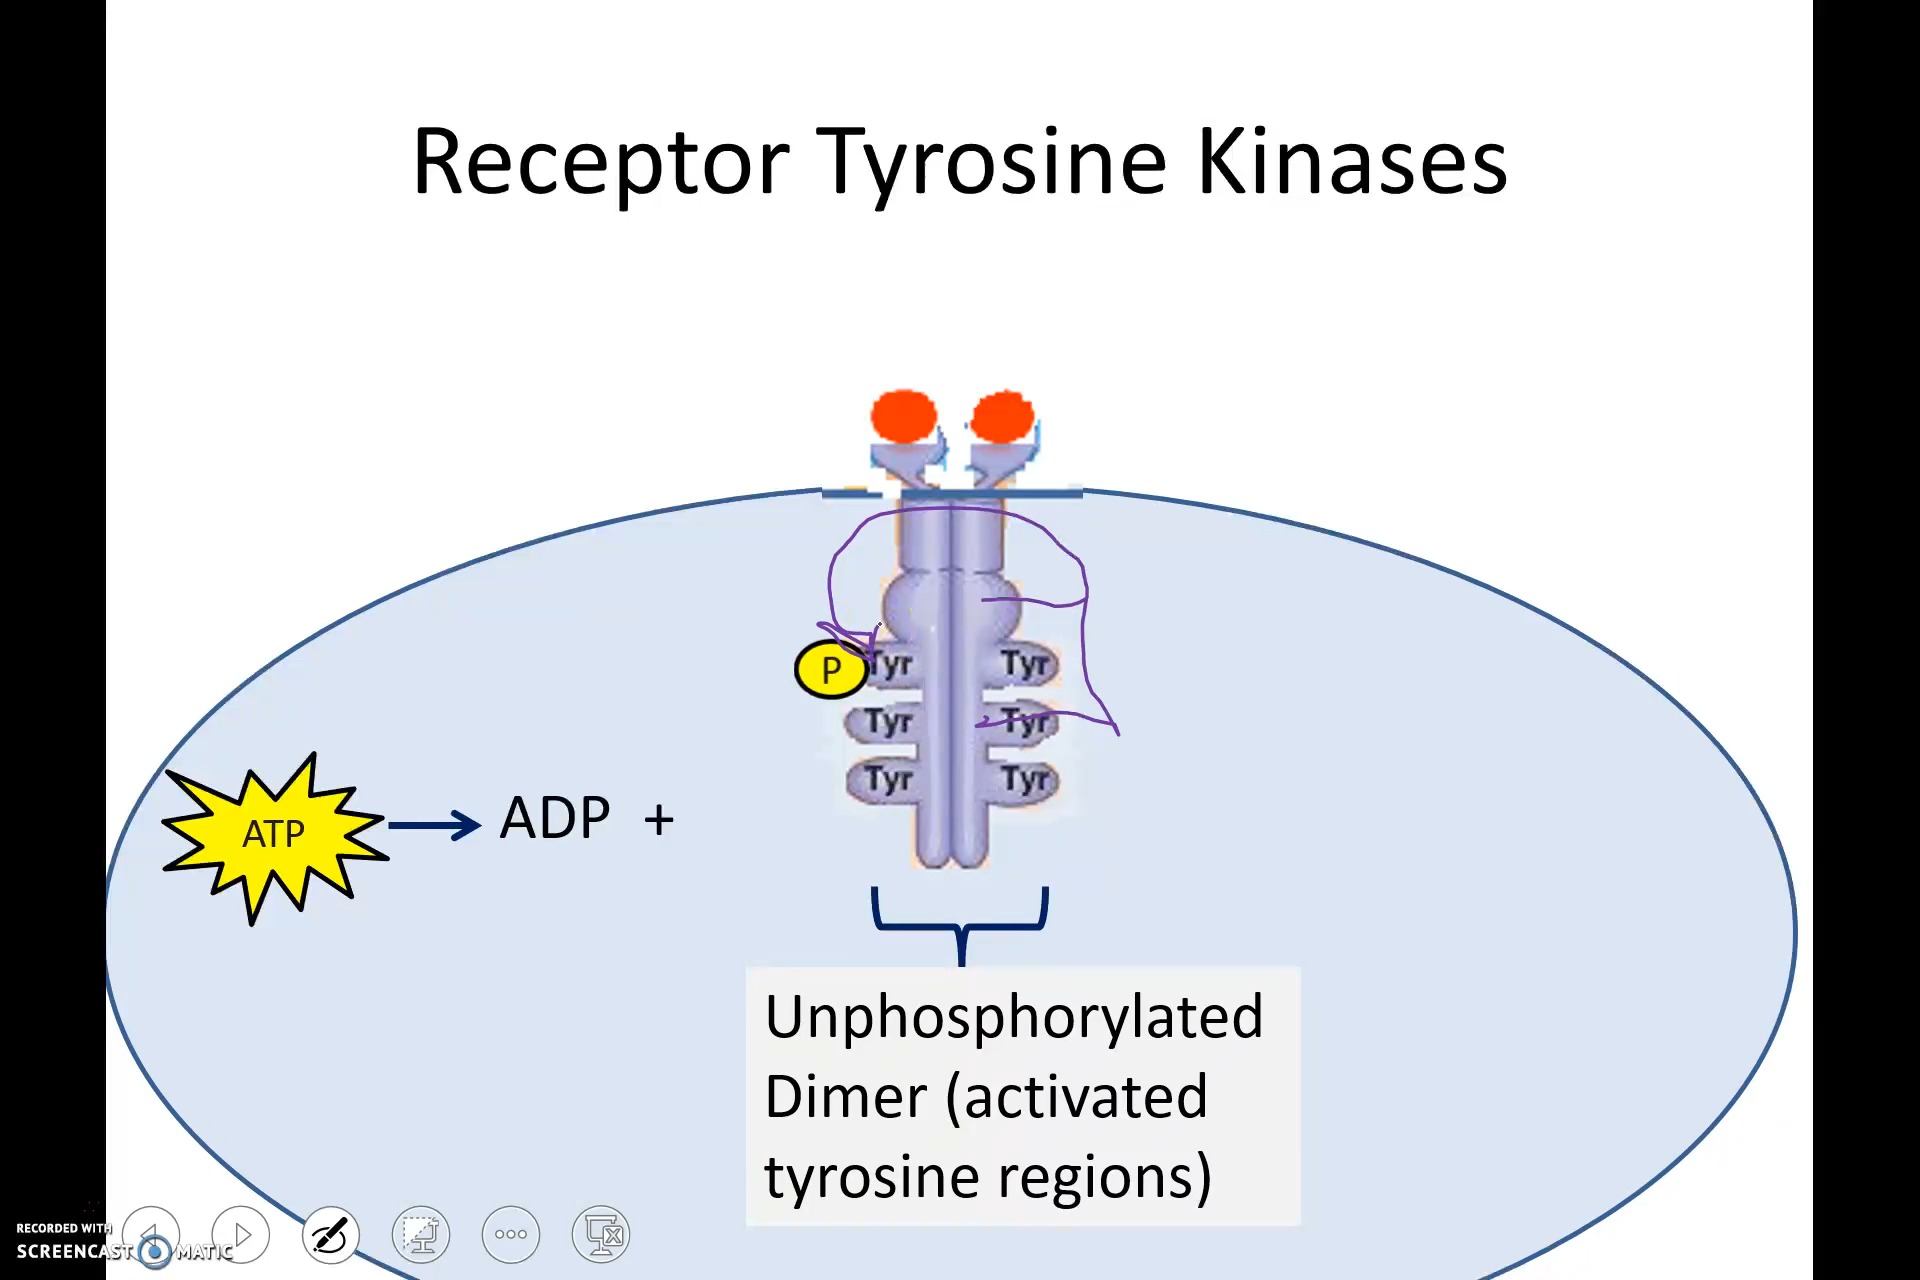 Receptor Tyrosine Kinases
P
Tyr Tyr
Tyr Tyr
Tyr Tyr
ATP
ADP +
Unphosphorylated
Dimer (activated
tyrosine regions)
RECORDED WITH
SCREENCAST MATIC